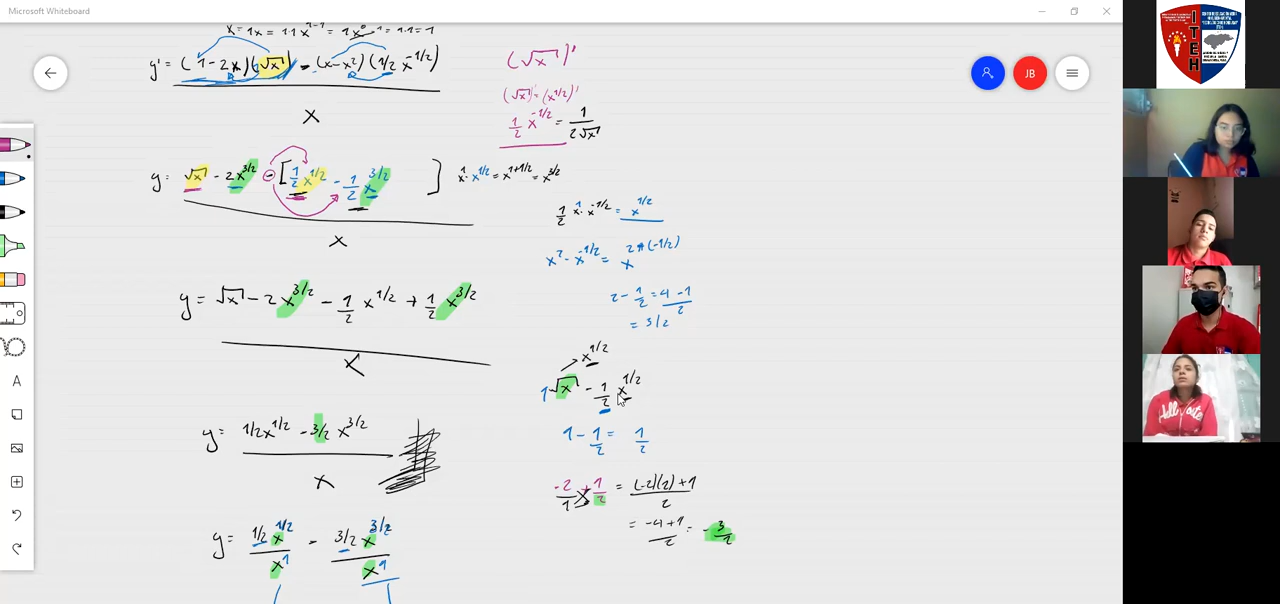 Microsoft Whiteboard
y' = (1-2x)(√x) - (x-x²)(1/2 x^-1/2)
x
(√x)'
(√x)' = (x^1/2)'
1/2 x^-1/2 = 1/2√x
y = √x - 2x^3/2 - [1/2 x^1/2 - 1/2 x^3/2]
x
x · x^1/2 = x^1+1/2 = x^3/2
1/2 x · x^-1/2 = x^1/2
x² - x^-1/2 = x^2+(-1/2)
2 - 1/2 = 4-1/2
= 3/2
y = √x - 2x^3/2 - 1/2 x^1/2 + 1/2 x^3/2
x
x^1/2
1√x - 1/2 x^1/2
1 - 1/2 = 1/2
y = 1/2x^1/2 - 3/2 x^3/2
x
-2/1 + 1/2 = (-2)(2)+1/2
= -4+1/2 = -3/2
y = 1/2 x^1/2 / x^1 - 3/2 x^3/2 / x^1
JB
A
ITEH